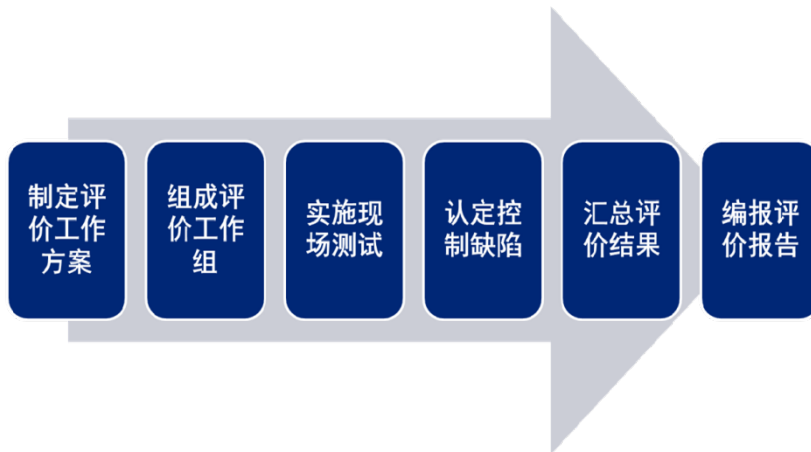 制定评
价工作
方案
组成评
价工作
组
实施现
场测试
认定控
制缺陷
汇总评
价结果
编报评
价报告